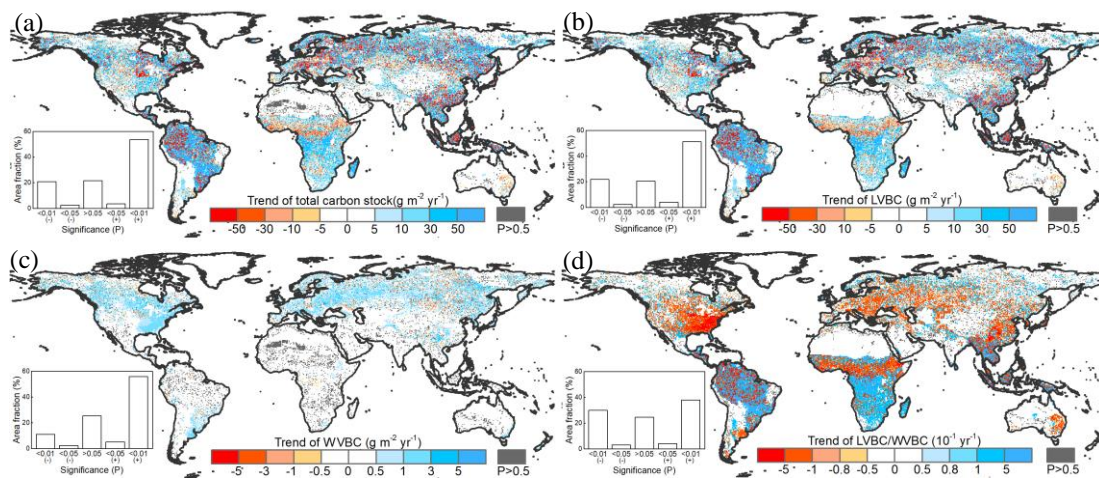 (a)
Area fraction (%)
60
40
20
0
<0.01 <0.05 >0.05 <0.05 <0.01
(-) (-) (+) (+)
Significance (P)
Trend of total carbon stock(g m⁻² yr⁻¹)
-50 -30 -10 -5 0 5 10 30 50
P>0.5
(b)
Area fraction (%)
60
40
20
0
<0.01 <0.05 >0.05 <0.05 <0.01
(-) (-) (+) (+)
Significance (P)
Trend of LVBC (g m⁻² yr⁻¹)
-50 -30 -10 -5 0 5 10 30 50
P>0.5
(c)
Area fraction (%)
60
40
20
0
<0.01 <0.05 >0.05 <0.05 <0.01
(-) (-) (+) (+)
Significance (P)
Trend of WVBC (g m⁻² yr⁻¹)
-5 -3 -1 -0.5 0 0.5 1 3 5
P>0.5
(d)
Area fraction (%)
60
40
20
0
<0.01 <0.05 >0.05 <0.05 <0.01
(-) (-) (+) (+)
Significance (P)
Trend of LVBC/WVBC (10⁻¹ yr⁻¹)
-5 -1 -0.8 -0.5 0 0.5 0.8 1 5
P>0.5